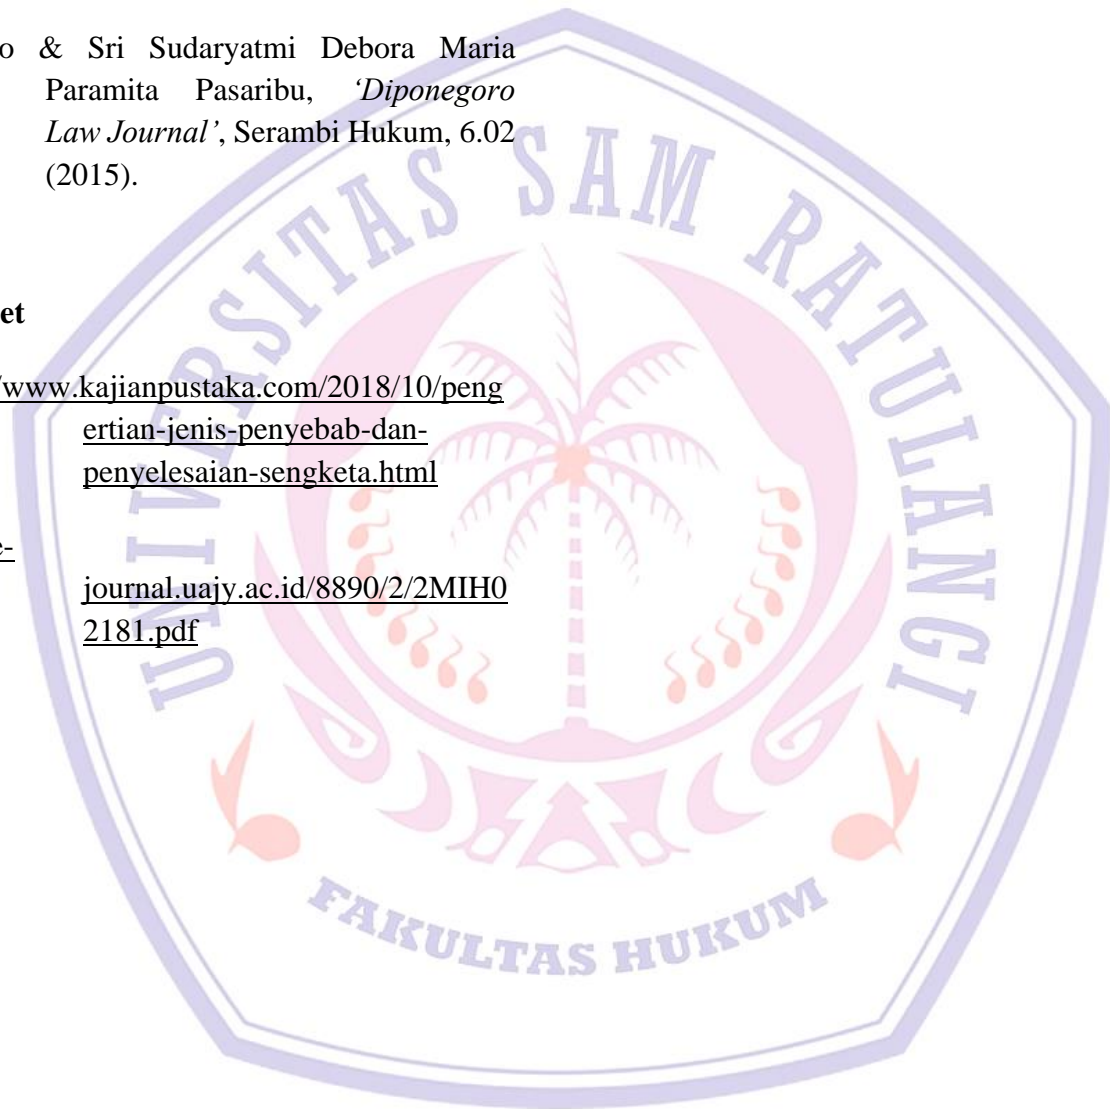 o & Sri Sudaryatmi Debora Maria
Paramita Pasaribu, ‘Diponegoro
Law Journal’, Serambi Hukum, 6.02
(2015).
et
/www.kajianpustaka.com/2018/10/peng
ertian-jenis-penyebab-dan-
penyelesaian-sengketa.html
e-
journal.uajy.ac.id/8890/2/2MIH0
2181.pdf
UNIVERSITAS SAM RATULANGI
FAKULTAS HUKUM